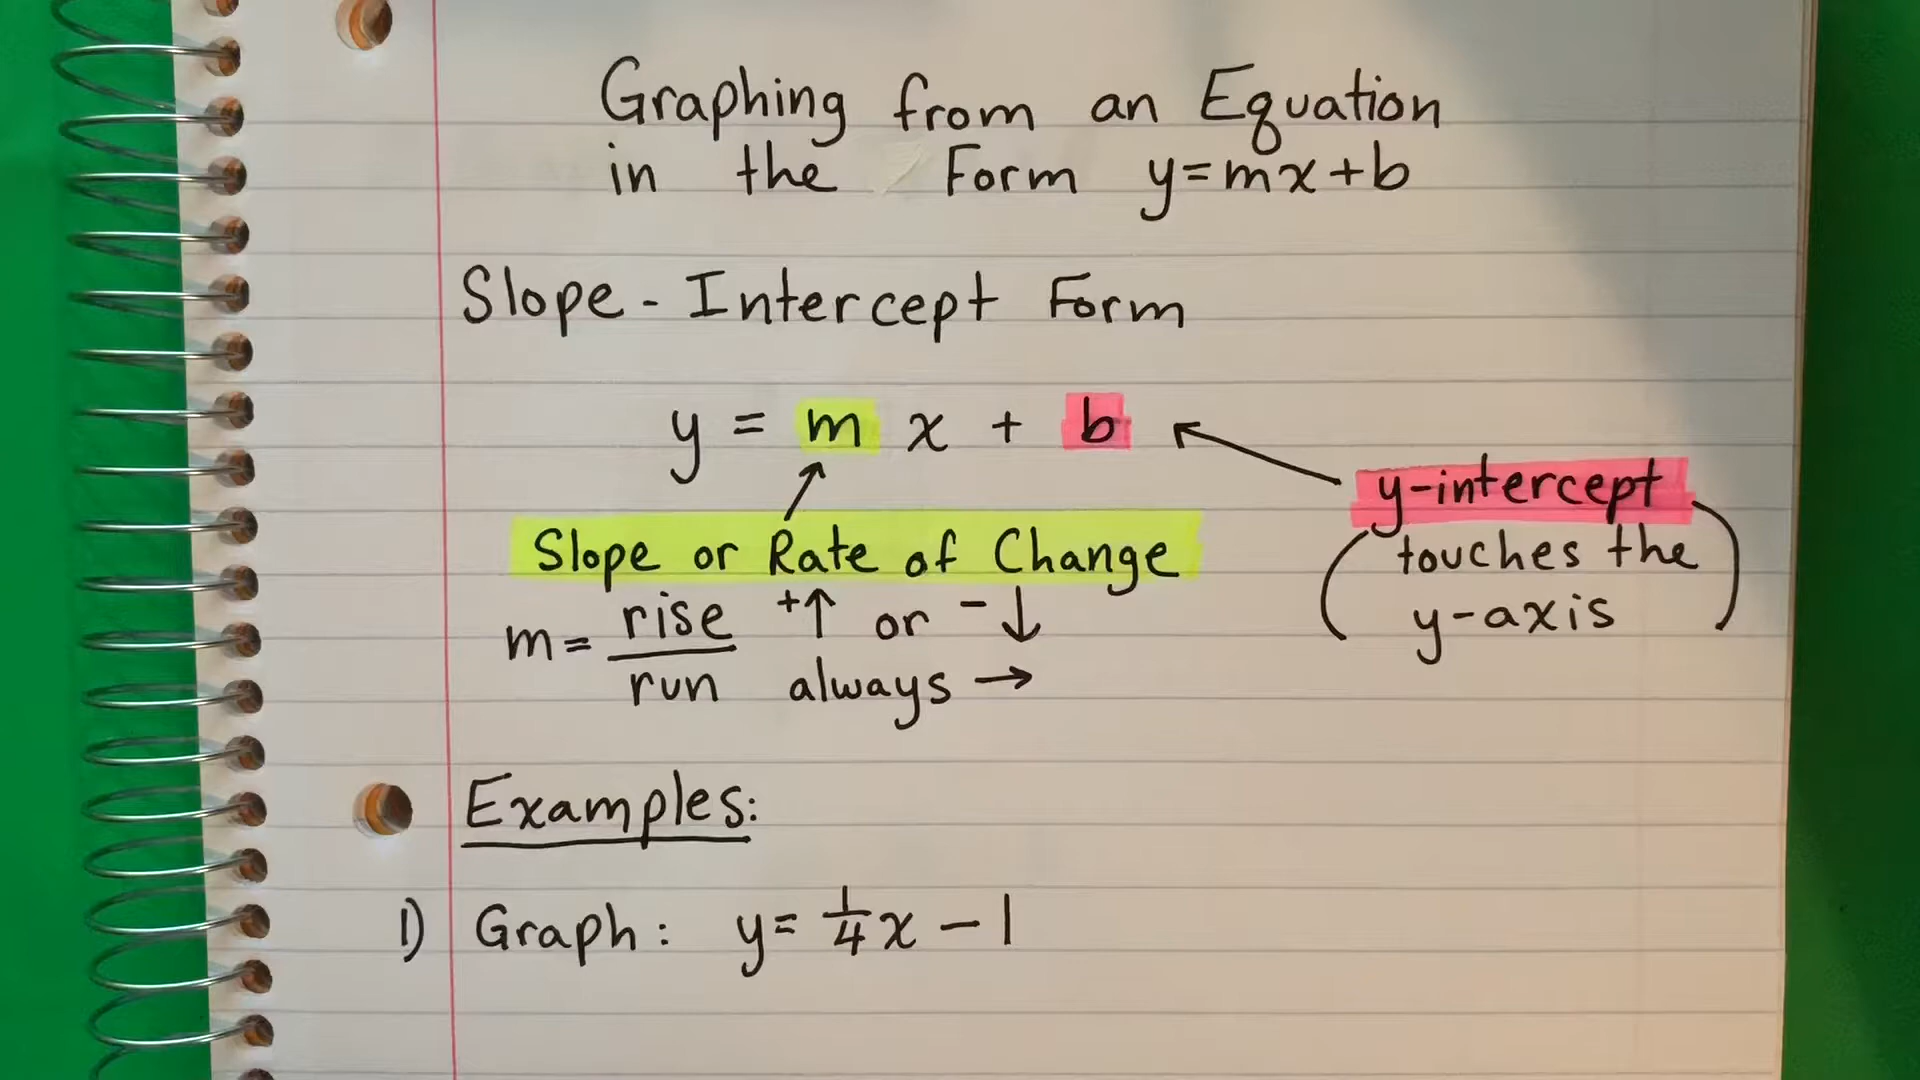 Graphing from an Equation
in the Form y=mx+b
Slope - Intercept Form
y = m x + b
y-intercept
(touches the
y-axis)
Slope or Rate of Change
m = rise/run
+↑ or -↓
always →
Examples:
1) Graph: y = 1/4 x - 1